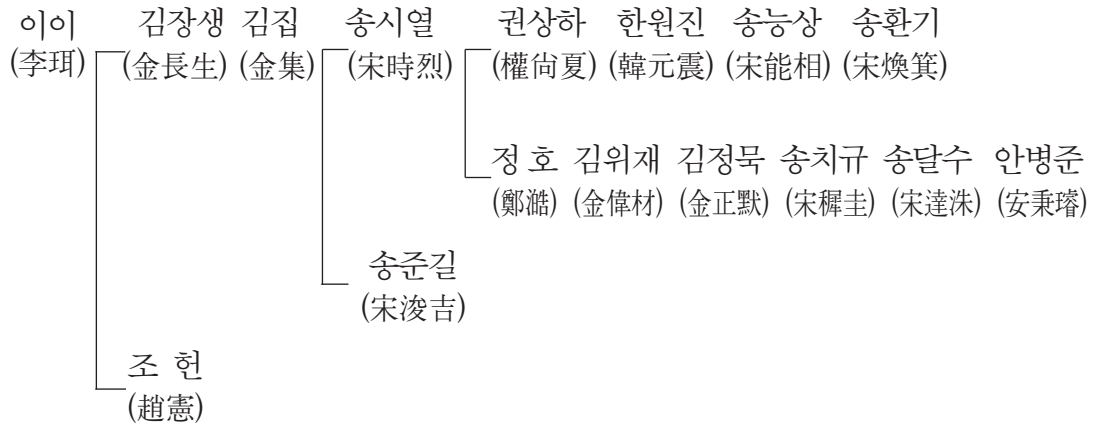 이이 김장생 김집 송시열 권상하 한원진 송능상 송환기
(李珥) (金長生) (金集) (宋時烈) (權尙夏) (韓元震) (宋能相) (宋煥箕)
정 호 김위재 김정묵 송치규 송달수 안병준
(鄭澔) (金偉材) (金正默) (宋穉圭) (宋達洙) (安秉璿)
송준길
(宋浚吉)
조 헌
(趙憲)